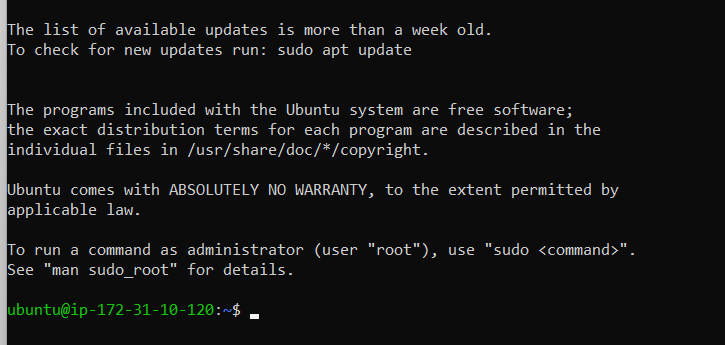 The list of available updates is more than a week old.
To check for new updates run: sudo apt update
The programs included with the Ubuntu system are free software;
the exact distribution terms for each program are described in the
individual files in /usr/share/doc/*/copyright.
Ubuntu comes with ABSOLUTELY NO WARRANTY, to the extent permitted by
applicable law.
To run a command as administrator (user "root"), use "sudo <command>".
See "man sudo_root" for details.
ubuntu@ip-172-31-10-120:~$